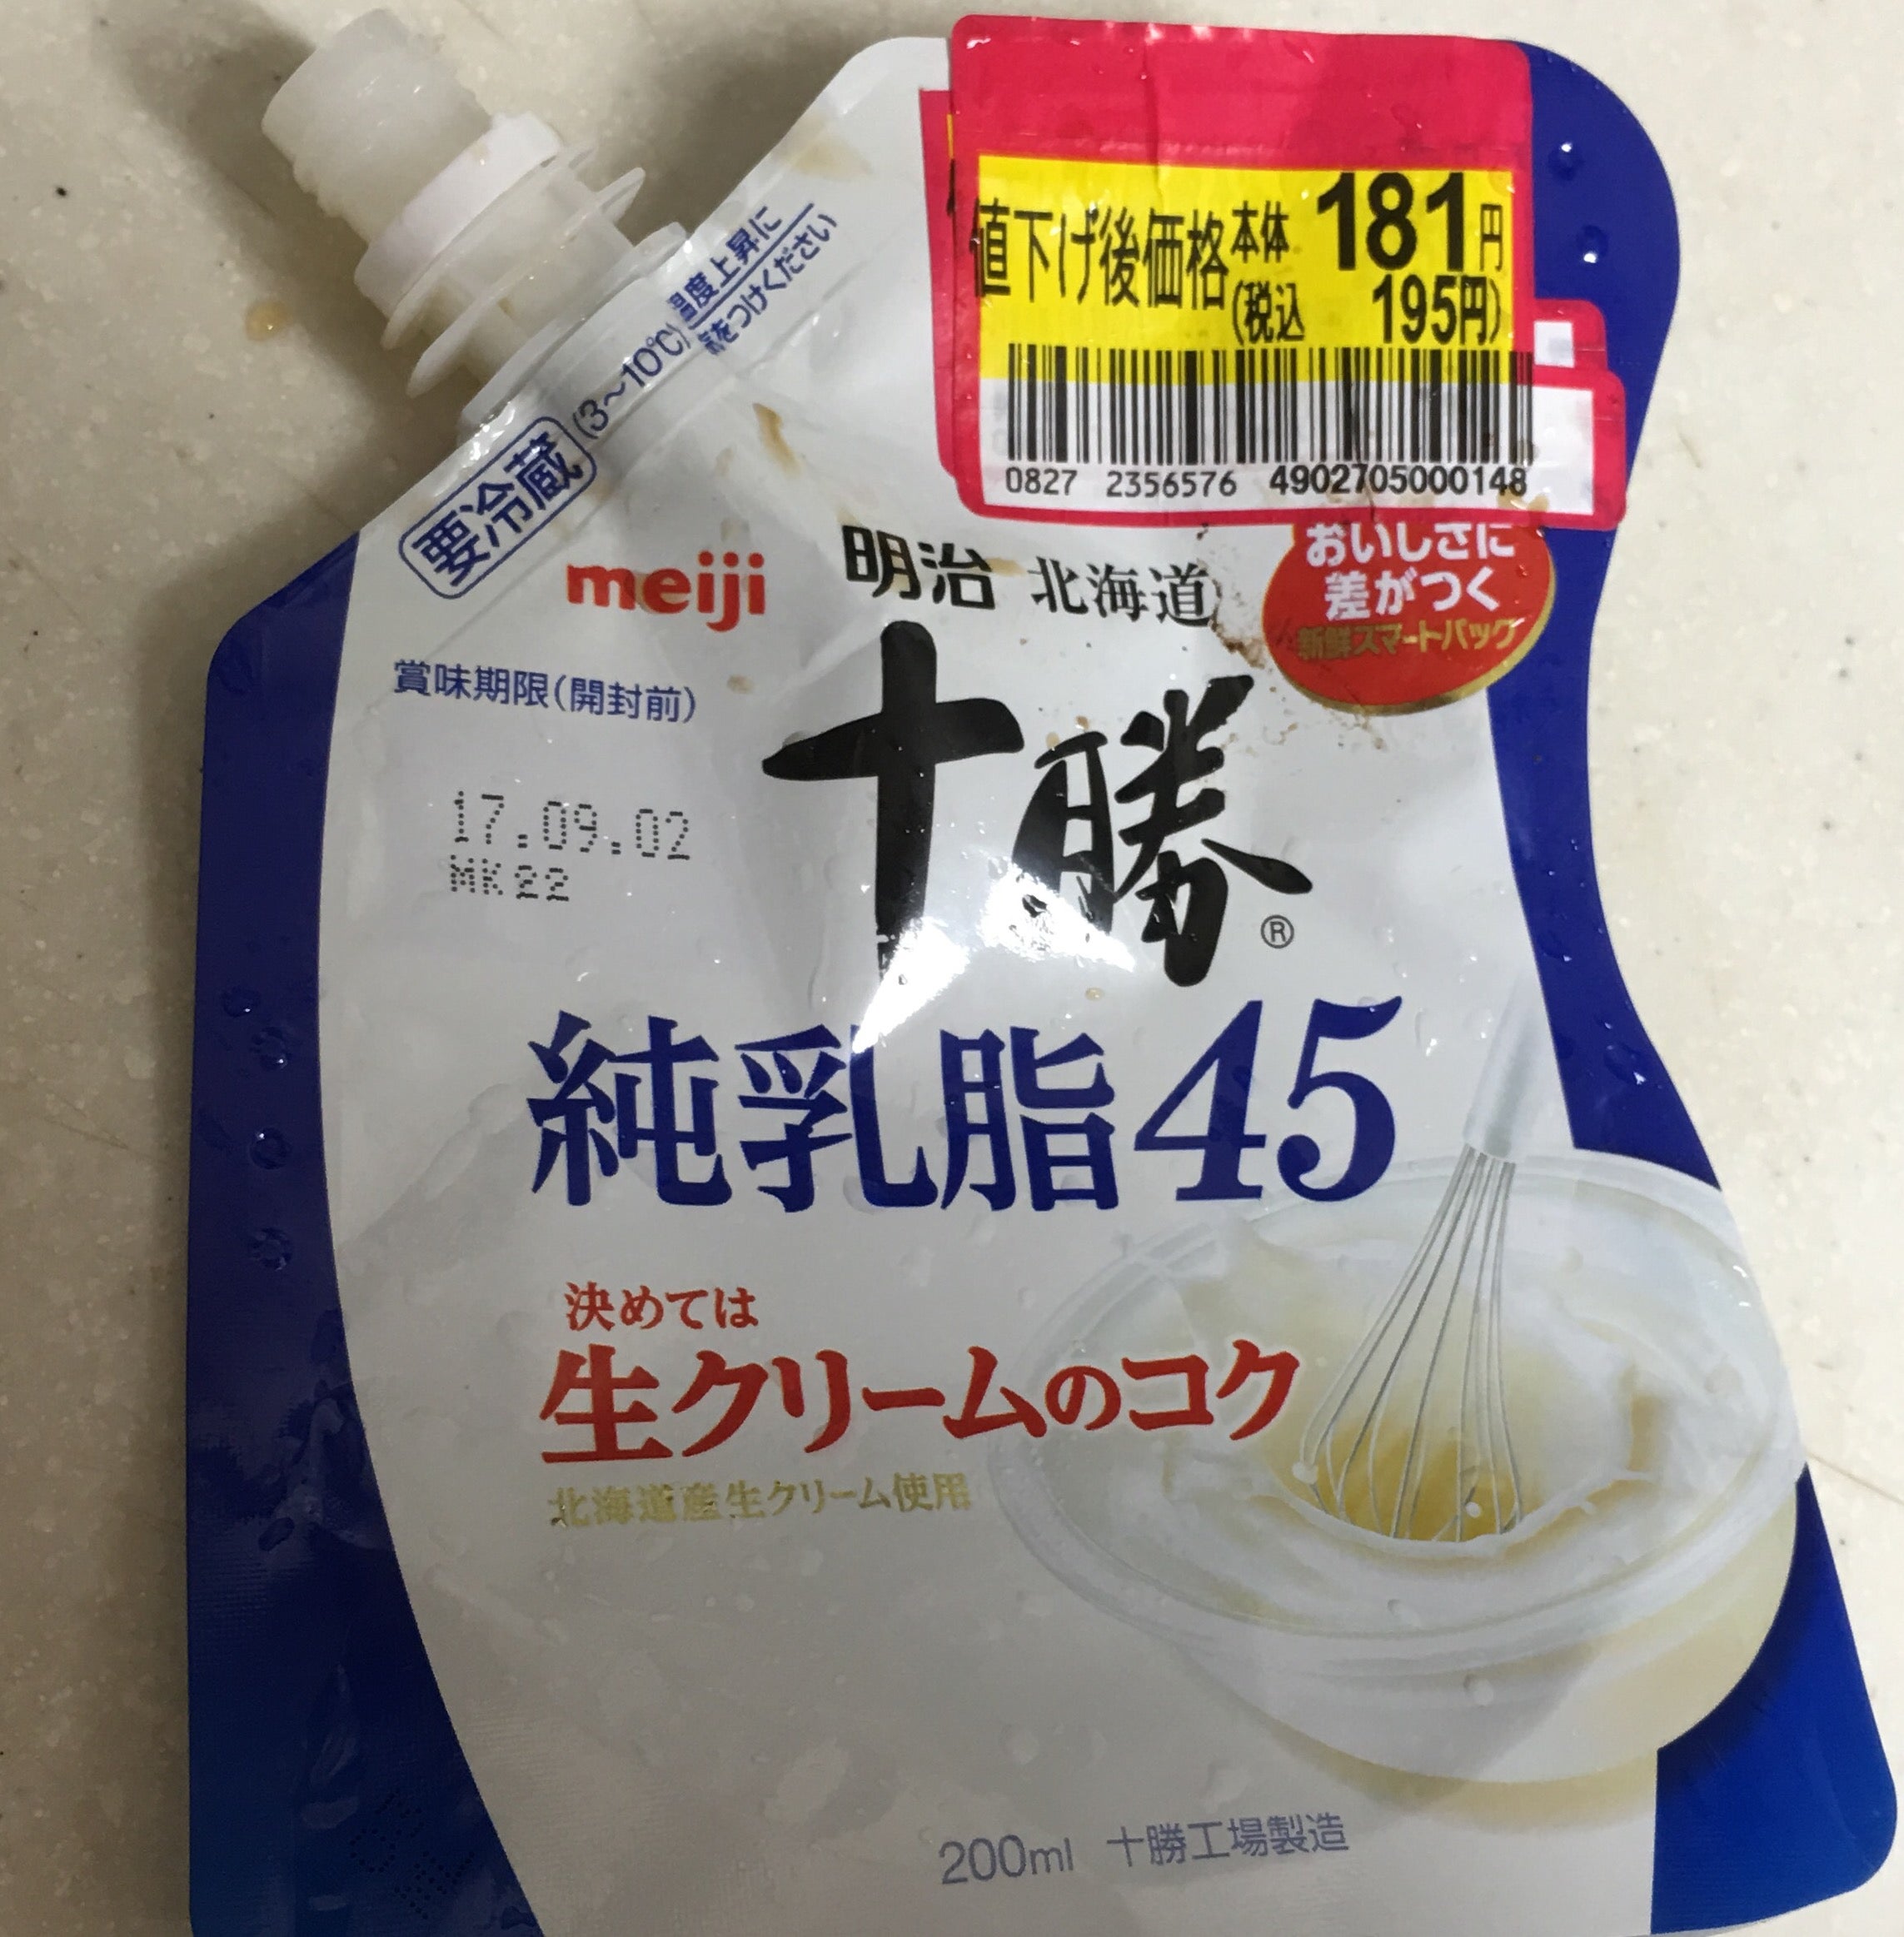 値下げ後価格 本体 181円
(税込 195円)
0827 2356576 4902705000148
要冷蔵 (3～10℃) 温度上昇に
気をつけください
meiji 明治 北海道
おいしさに
差がつく
新鮮スマートパック
賞味期限(開封前)
17.09.02
MK22
十勝®
純乳脂45
決めては
生クリームのコク
北海道産生クリーム使用
200ml 十勝工場製造